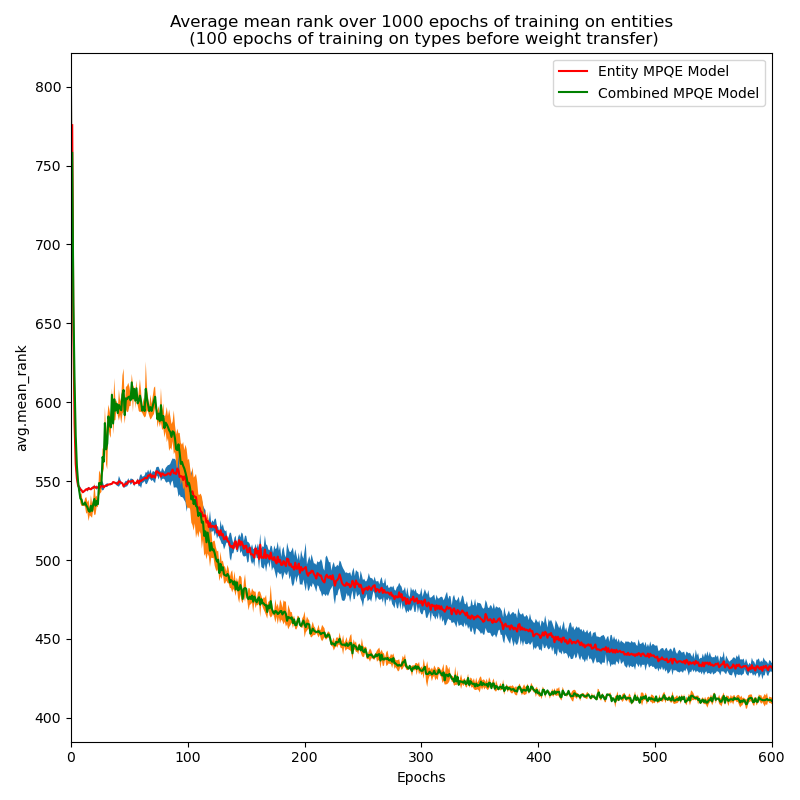 Average mean rank over 1000 epochs of training on entities
(100 epochs of training on types before weight transfer)
Entity MPQE Model
Combined MPQE Model
avg.mean_rank
800
750
700
650
600
550
500
450
400
0 100 200 300 400 500 600
Epochs